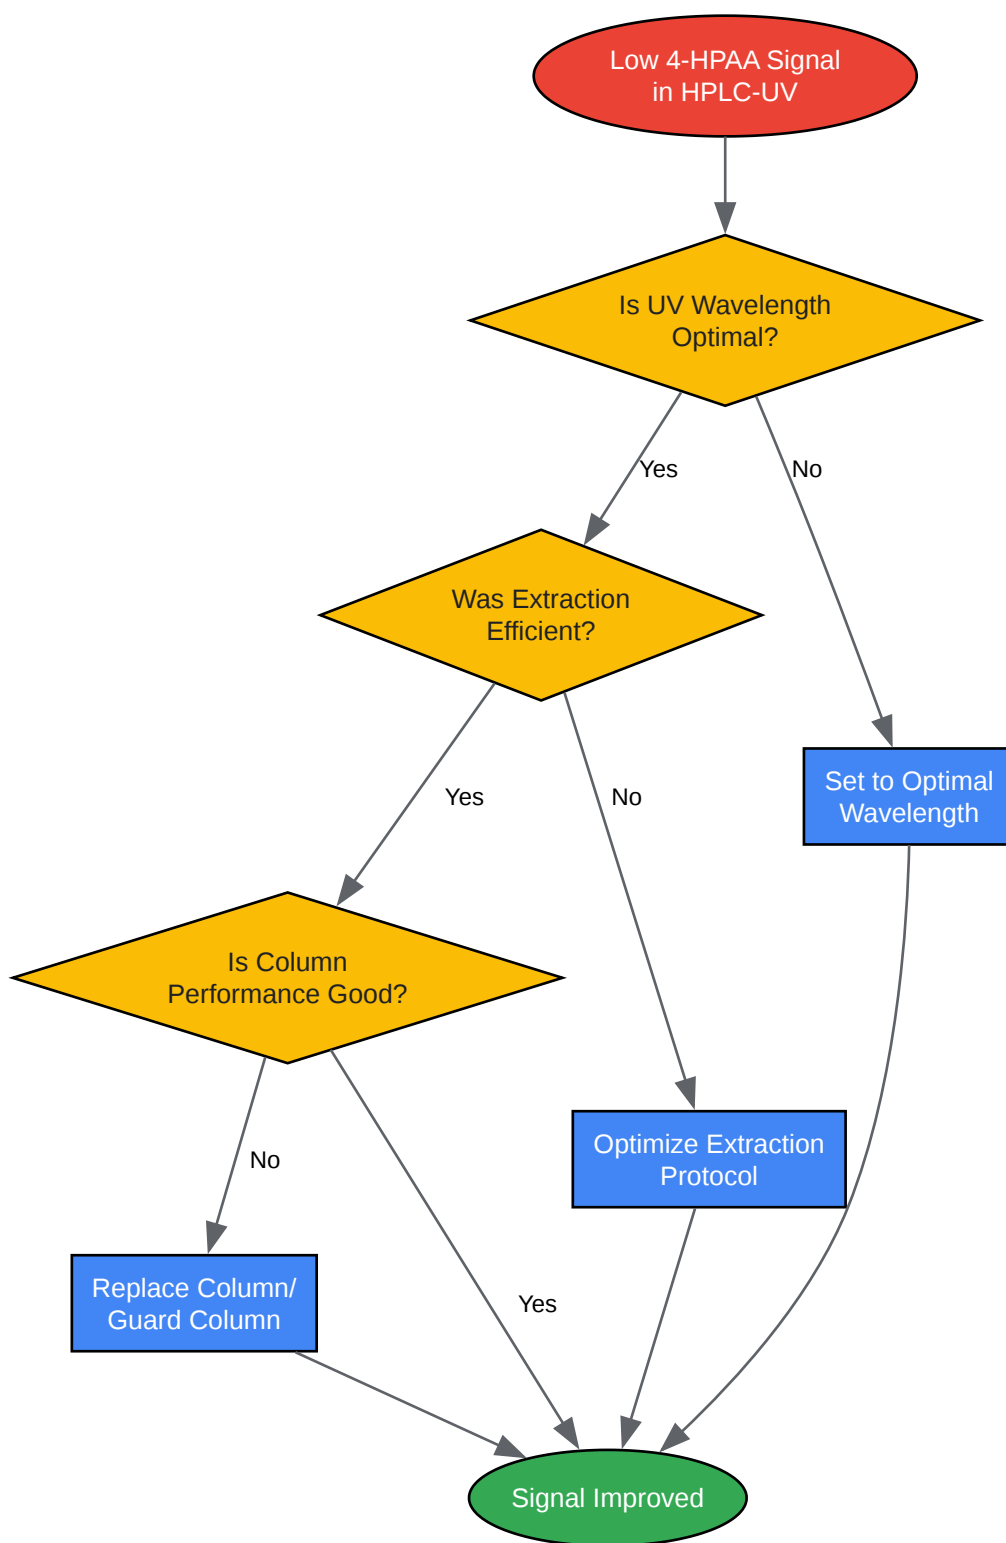 Low 4-HPAA Signal
in HPLC-UV
Is UV Wavelength
Optimal?
Yes
No
Was Extraction
Efficient?
Set to Optimal
Wavelength
Yes
No
Is Column
Performance Good?
Optimize Extraction
Protocol
No
Replace Column/
Guard Column
Yes
Signal Improved